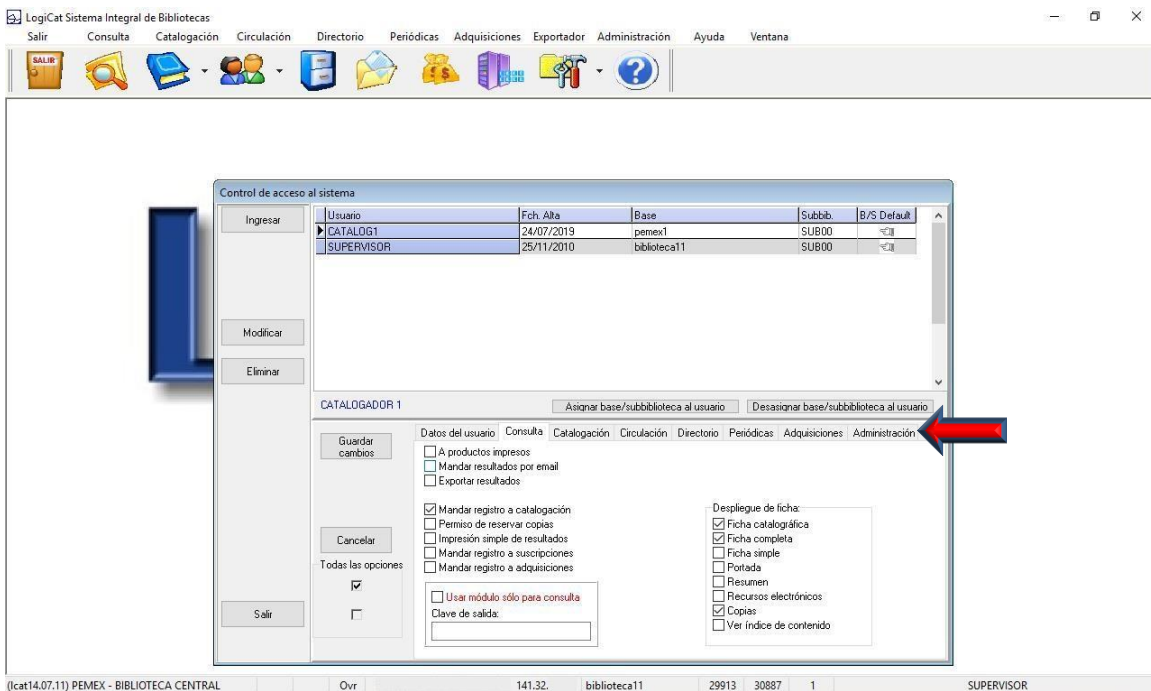 LogiCat Sistema Integral de Bibliotecas
Salir Consulta Catalogación Circulación Directorio Periódicas Adquisiciones Exportador Administración Ayuda Ventana
SALIR
Control de acceso al sistema
Ingresar
Modificar
Eliminar
Salir
Usuario Fch. Alta Base Subbib. B/S Default
CATALOG1 24/07/2019 pemex1 SUB00
SUPERVISOR 25/11/2010 biblioteca11 SUB00
CATALOGADOR 1 Asignar base/subbiblioteca al usuario Desasignar base/subbiblioteca al usuario
Guardar cambios
Cancelar
Todas las opciones
Datos del usuario Consulta Catalogación Circulación Directorio Periódicas Adquisiciones Administración
A productos impresos
Mandar resultados por email
Exportar resultados
Mandar registro a catalogación
Permiso de reservar copias
Impresión simple de resultados
Mandar registro a suscripciones
Mandar registro a adquisiciones
Usar módulo sólo para consulta
Clave de salida:
Despliegue de ficha:
Ficha catalográfica
Ficha completa
Ficha simple
Portada
Resumen
Recursos electrónicos
Copias
Ver índice de contenido
(lcat14.07.11) PEMEX - BIBLIOTECA CENTRAL Ovr 141.32. biblioteca11 29913 30887 1 SUPERVISOR